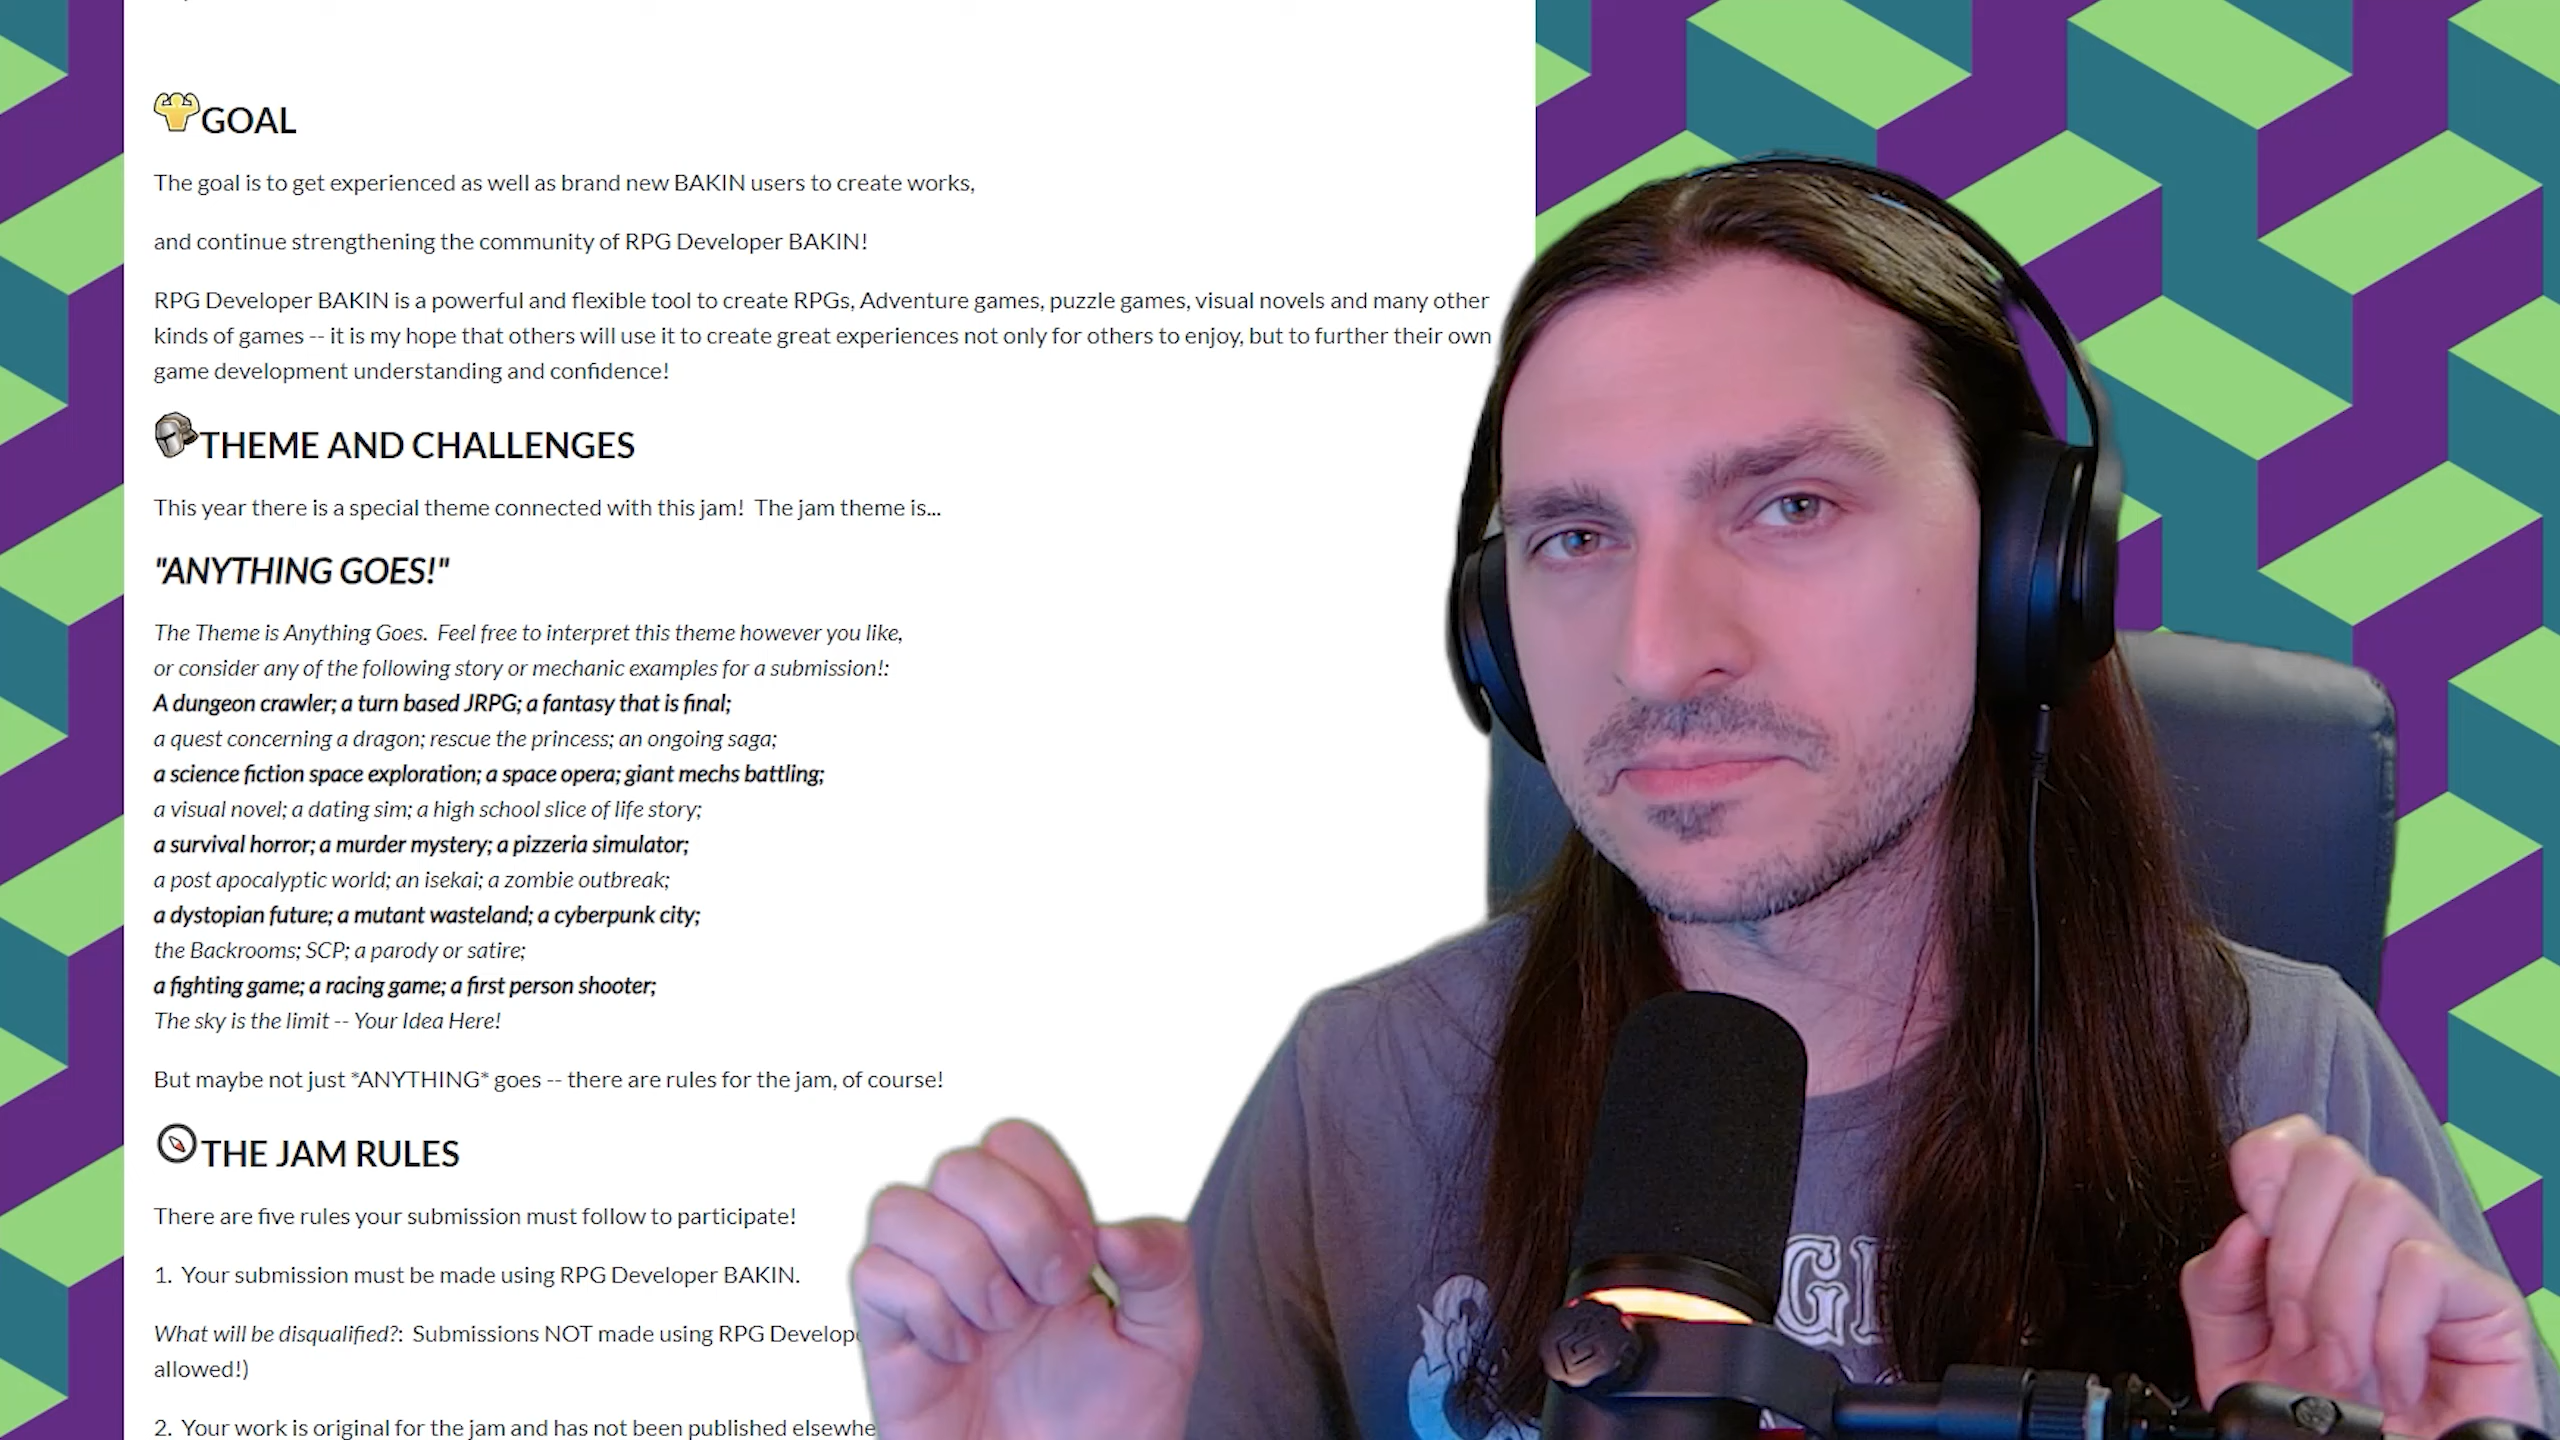 GOAL
The goal is to get experienced as well as brand new BAKIN users to create works,
and continue strengthening the community of RPG Developer BAKIN!
RPG Developer BAKIN is a powerful and flexible tool to create RPGs, Adventure games, puzzle games, visual novels and many other
kinds of games -- it is my hope that others will use it to create great experiences not only for others to enjoy, but to further their own
game development understanding and confidence!
THEME AND CHALLENGES
This year there is a special theme connected with this jam!  The jam theme is...
"ANYTHING GOES!"
The Theme is Anything Goes.  Feel free to interpret this theme however you like,
or consider any of the following story or mechanic examples for a submission!:
A dungeon crawler; a turn based JRPG; a fantasy that is final;
a quest concerning a dragon; rescue the princess; an ongoing saga;
a science fiction space exploration; a space opera; giant mechs battling;
a visual novel; a dating sim; a high school slice of life story;
a survival horror; a murder mystery; a pizzeria simulator;
a post apocalyptic world; an isekai; a zombie outbreak;
a dystopian future; a mutant wasteland; a cyberpunk city;
the Backrooms; SCP; a parody or satire;
a fighting game; a racing game; a first person shooter;
The sky is the limit -- Your Idea Here!
But maybe not just *ANYTHING* goes -- there are rules for the jam, of course!
THE JAM RULES
There are five rules your submission must follow to participate!
1.  Your submission must be made using RPG Developer BAKIN.
What will be disqualified?:  Submissions NOT made using RPG Develop
allowed!)
2.  Your work is original for the jam and has not been published elsewhe